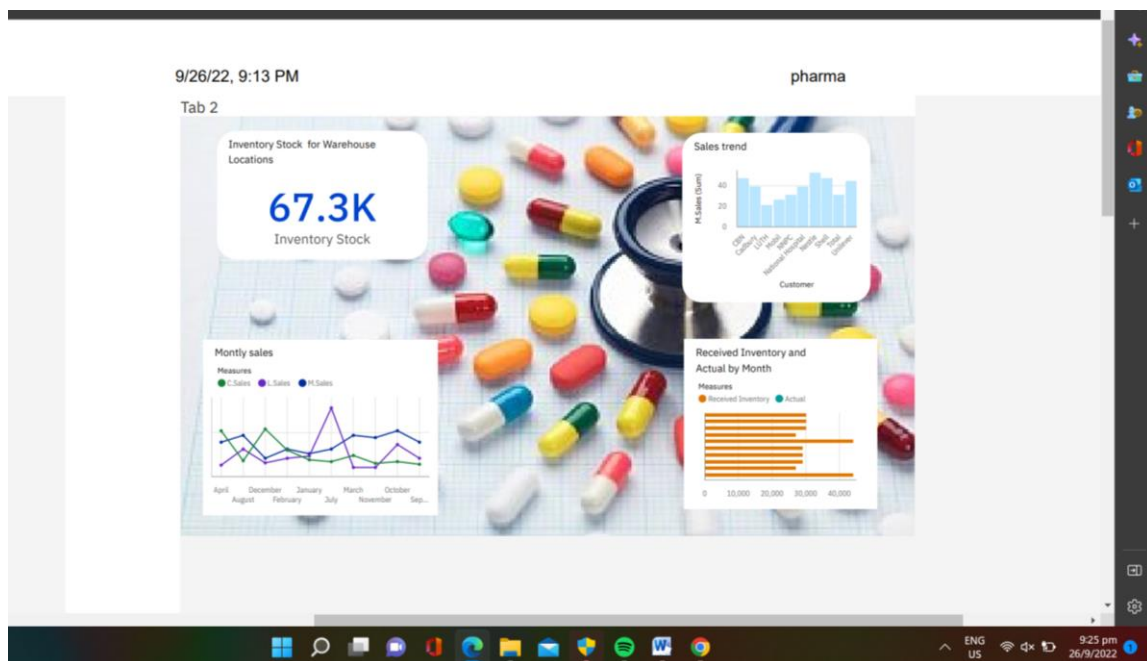 9/26/22, 9:13 PM
pharma
Tab 2
Inventory Stock for Warehouse
Locations
67.3K
Inventory Stock
Sales trend
M.Sales (Sum)
40
20
0
CBN
Cadbury
LUTH
Mobil
NNPC
National Hospital
Nestle
Shell
Total
Unilever
Customer
Montly sales
Measures
C.Sales L.Sales M.Sales
April December January March October
August February July November Sep...
Received Inventory and
Actual by Month
Measures
Received Inventory Actual
0 10,000 20,000 30,000 40,000
ENG
US
9:25 pm
26/9/2022
1